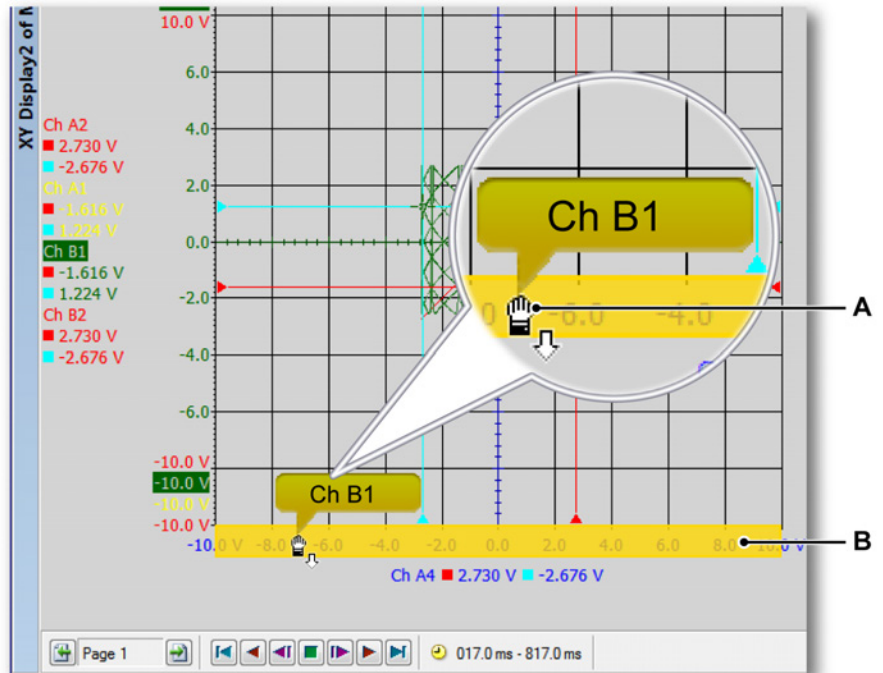 XY Display2 of
10.0 V
6.0
4.0
Ch A2
2.730 V
-2.676 V
2.0
Ch A1
-1.616 V
1.224 V
Ch B1
0.0
-1.616 V
1.224 V
-2.0
Ch B2
2.730 V
-2.676 V
-4.0
-6.0
Ch B1
0 -6.0 -4.0
A
-10.0 V
-10.0 V
-10.0 V
-10.0 V
Ch B1
-10.0 V -8.0 -6.0 -4.0 -2.0 0.0 2.0 4.0 6.0 8.0 10.0 V
B
Ch A4 2.730 V -2.676 V
Page 1
017.0 ms - 817.0 ms